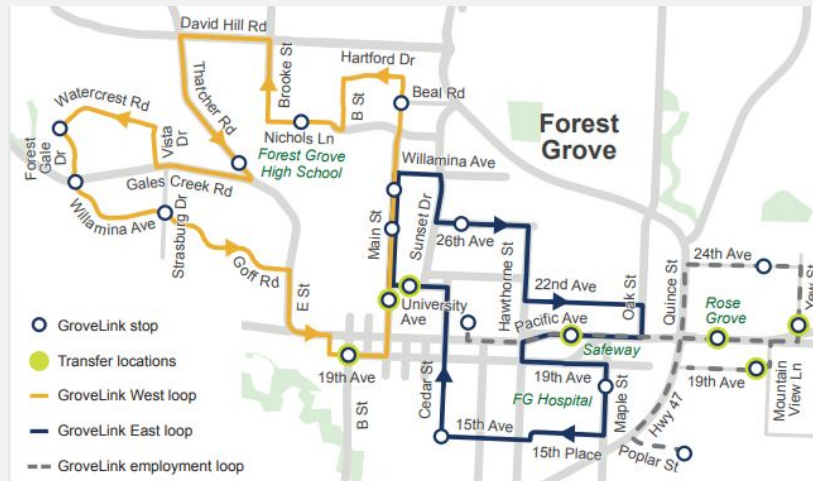 David Hill Rd
Hartford Dr
Beal Rd
B St
Brooke St
Thatcher Rd
Watercrest Rd
Vista Dr
Forest Gale Dr
Nichols Ln
Forest Grove
High School
Forest
Grove
Willamina Ave
Gales Creek Rd
Willamina Ave
Strasburg Dr
Goff Rd
E St
Main St
Sunset Dr
26th Ave
Hawthorne St
22nd Ave
Oak St
Quince St
24th Ave
Yew St
Rose
Grove
University
Ave
Pacific Ave
Safeway
19th Ave
B St
Cedar St
19th Ave
FG Hospital
Maple St
15th Ave
15th Place
Hwy 47
Poplar St
19th Ave
Mountain
View Ln
GroveLink stop
Transfer locations
GroveLink West loop
GroveLink East loop
GroveLink employment loop